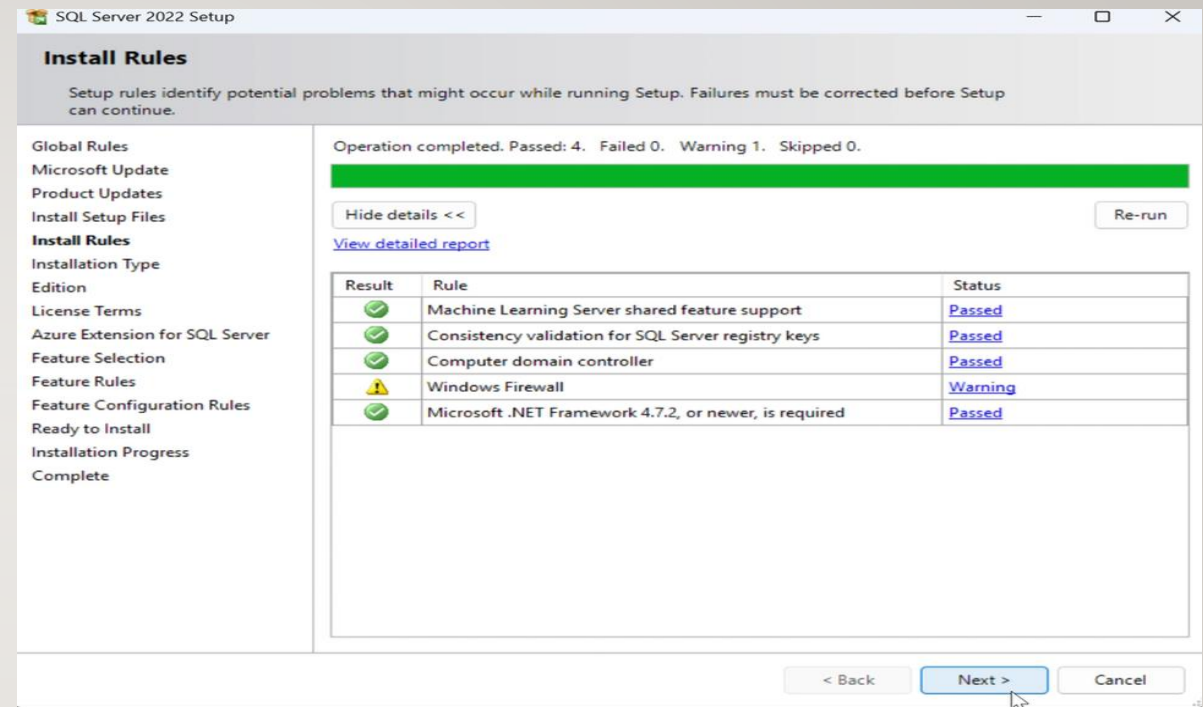 SQL Server 2022 Setup
Install Rules
Setup rules identify potential problems that might occur while running Setup. Failures must be corrected before Setup
can continue.
Global Rules
Microsoft Update
Product Updates
Install Setup Files
Install Rules
Installation Type
Edition
License Terms
Azure Extension for SQL Server
Feature Selection
Feature Rules
Feature Configuration Rules
Ready to Install
Installation Progress
Complete
Operation completed. Passed: 4. Failed 0. Warning 1. Skipped 0.
Hide details << Re-run
View detailed report
Result Rule Status
Machine Learning Server shared feature support Passed
Consistency validation for SQL Server registry keys Passed
Computer domain controller Passed
Windows Firewall Warning
Microsoft .NET Framework 4.7.2, or newer, is required Passed
< Back Next > Cancel